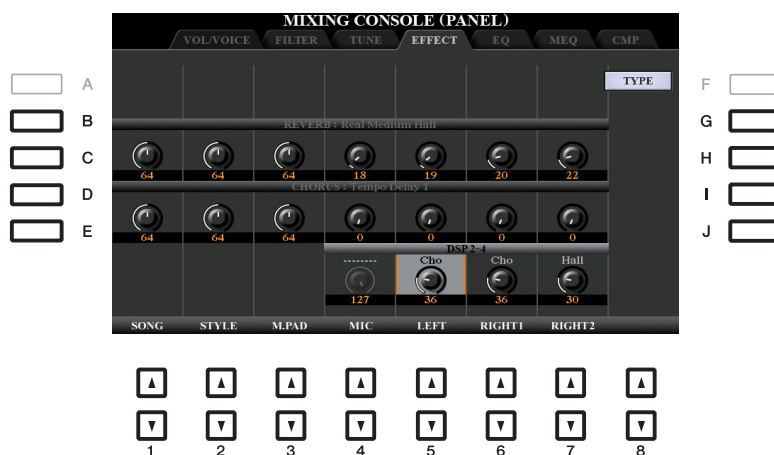 MIXING CONSOLE (PANEL)
VOL/VOICE FILTER TUNE EFFECT EQ MEQ CMP
A TYPE F
B G
REVERB : Real Medium Hall
C H
64 64 64 18 19 20 22
CHORUS : Tempo Delay 1
D I
E J
64 64 64 0 0 0 0
DSP 2-4
-------- Cho Cho Hall
127 36 36 30
SONG STYLE M.PAD MIC LEFT RIGHT1 RIGHT2
1 2 3 4 5 6 7 8